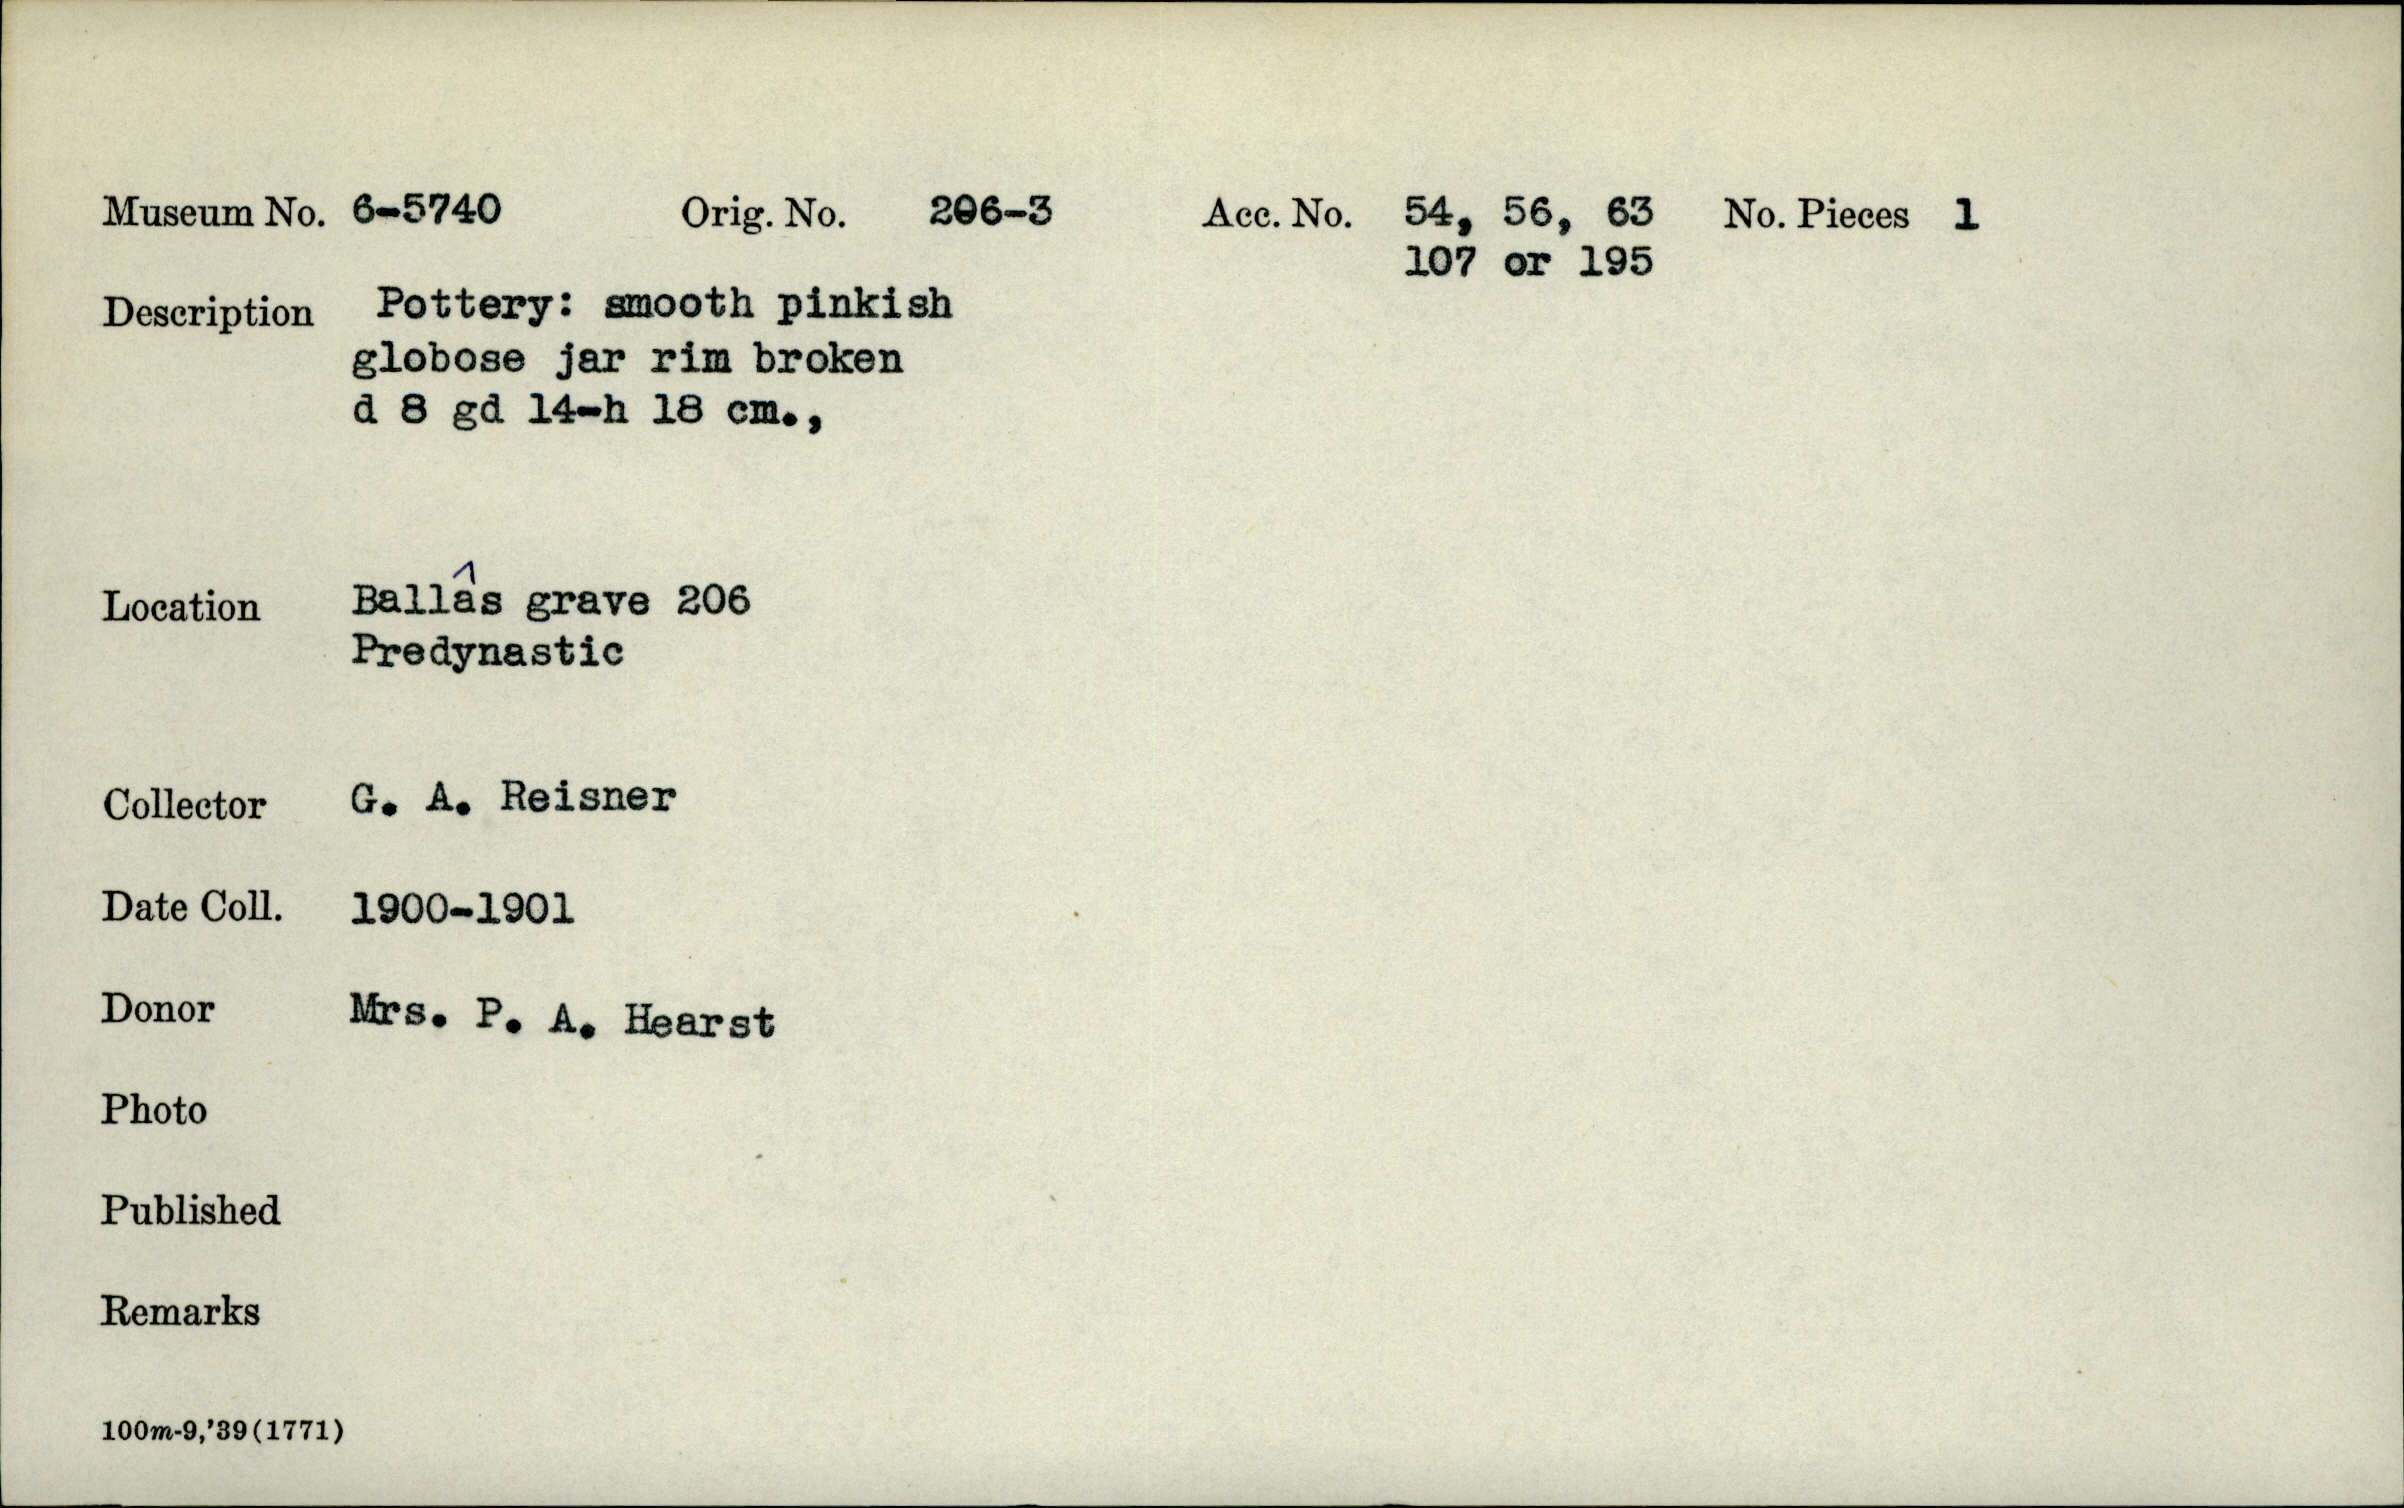 Museum No. 6-5740 Orig. No. 206-3 Acc. No. 54, 56, 63 No. Pieces 1
107 or 195
Description Pottery: smooth pinkish
globose jar rim broken
d 8 gd 14-h 18 cm.,
Location Ballâs grave 206
Predynastic
Collector G. A. Reisner
Date Coll. 1900-1901
Donor Mrs. P. A. Hearst
Photo
Published
Remarks
100m-9,'39(1771)